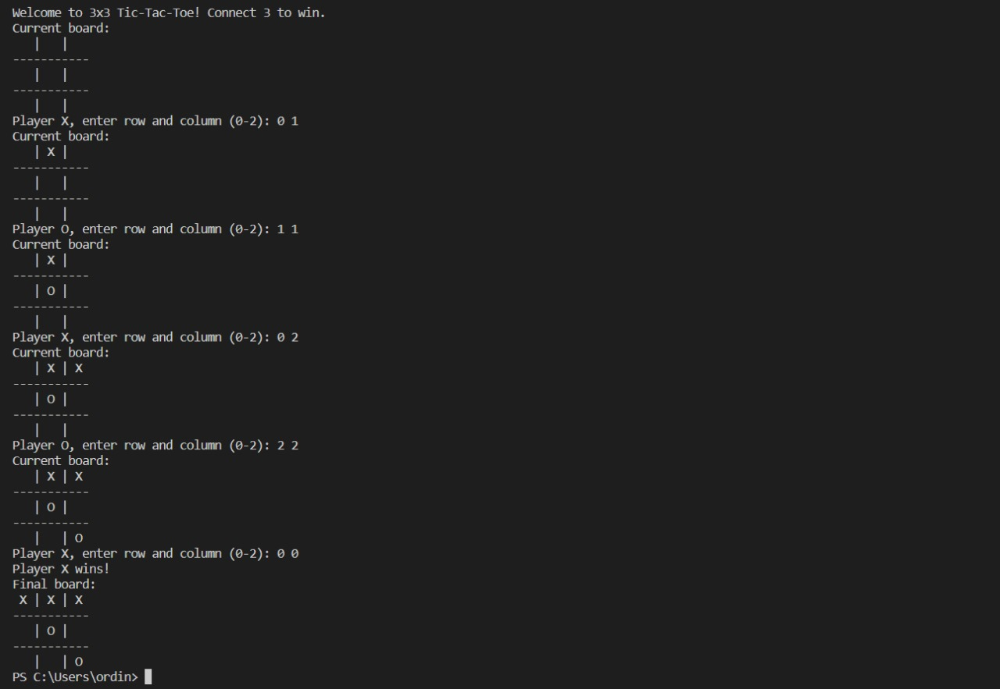 Welcome to 3x3 Tic-Tac-Toe! Connect 3 to win.
Current board:
   |   |
-----------
   |   |
-----------
   |   |
Player X, enter row and column (0-2): 0 1
Current board:
   | X |
-----------
   |   |
-----------
   |   |
Player O, enter row and column (0-2): 1 1
Current board:
   | X |
-----------
   | O |
-----------
   |   |
Player X, enter row and column (0-2): 0 2
Current board:
   | X | X
-----------
   | O |
-----------
   |   |
Player O, enter row and column (0-2): 2 2
Current board:
   | X | X
-----------
   | O |
-----------
   |   | O
Player X, enter row and column (0-2): 0 0
Player X wins!
Final board:
 X | X | X
-----------
   | O |
-----------
   |   | O
PS C:\Users\ordin>